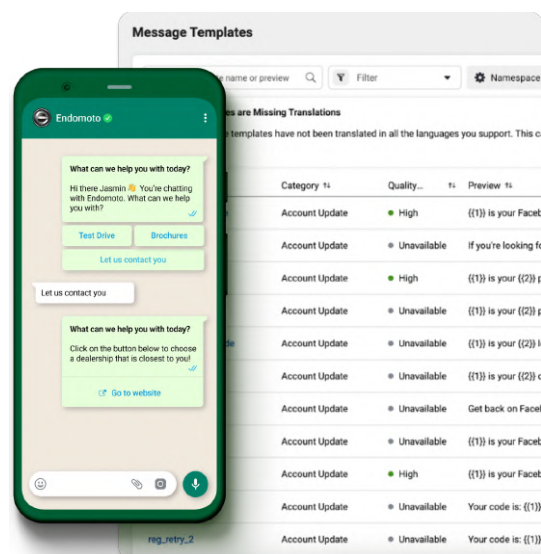 Message Templates
name or preview
Filter
Namespace
es are Missing Translations
templates have not been translated in all the languages you support. This c
Category Quality... Preview
Account Update High {{1}} is your Faceb
Account Update Unavailable If you're looking fo
Account Update High {{1}} is your {{2}} p
Account Update Unavailable {{1}} is your {{2}} p
de Account Update Unavailable {{1}} is your {{2}} l
Account Update Unavailable {{1}} is your {{2}} c
Account Update Unavailable Get back on Faceb
Account Update Unavailable {{1}} is your Faceb
Account Update High {{1}} is your Faceb
Account Update Unavailable Your code is: {{1}}
reg_retry_2 Account Update Unavailable Your code is: {{1}}
Endomoto
What can we help you with today?
Hi there Jasmin 👋 You're chatting
with Endomoto. What can we help
you with?
Test Drive Brochures
Let us contact you
Let us contact you
What can we help you with today?
Click on the button below to choose
a dealership that is closest to you!
Go to website